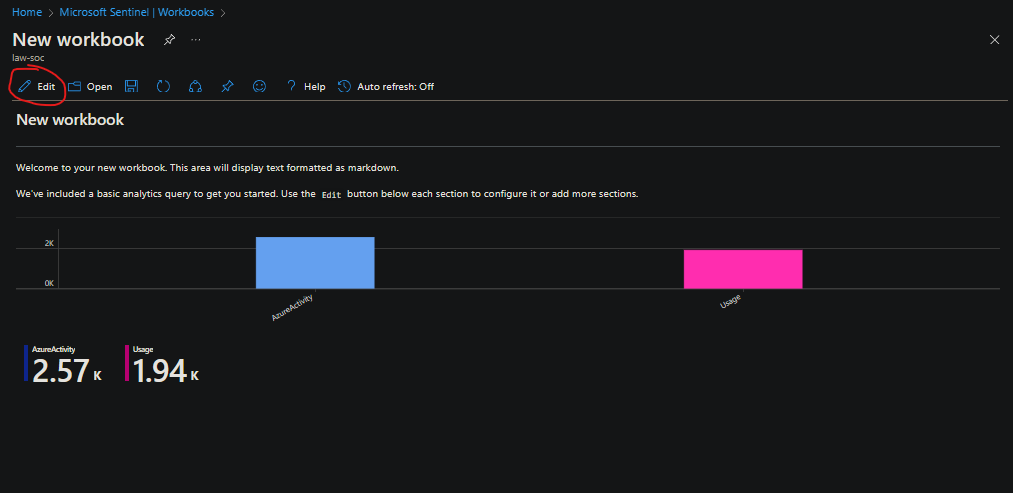 Home > Microsoft Sentinel | Workbooks >
New workbook ...
law-soc
Edit Open Help Auto refresh: Off
New workbook
Welcome to your new workbook. This area will display text formatted as markdown.
We've included a basic analytics query to get you started. Use the Edit button below each section to configure it or add more sections.
2K
0K
AzureActivity
Usage
AzureActivity Usage
2.57 K 1.94 K